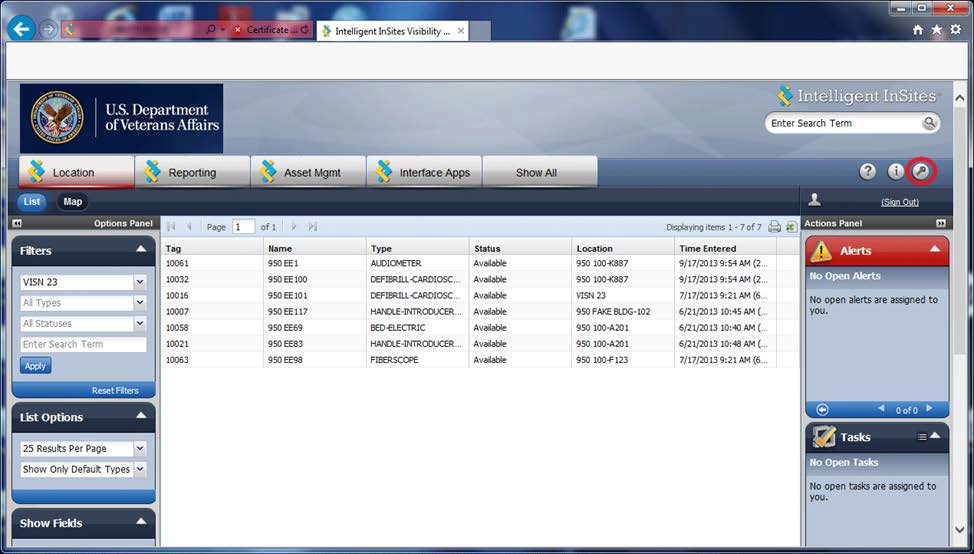 Certificate ...
Intelligent InSites Visibility ...
U.S. Department
of Veterans Affairs
Intelligent InSites
Enter Search Term
Location
Reporting
Asset Mgmt
Interface Apps
Show All
?
i
List
Map
(Sign Out)
Options Panel
Page 1 of 1
Displaying items 1 - 7 of 7
Actions Panel
Filters
VISN 23
All Types
All Statuses
Enter Search Term
Apply
Reset Filters
List Options
25 Results Per Page
Show Only Default Types
Show Fields
Tag Name Type Status Location Time Entered
10061 950 EE1 AUDIOMETER Available 950 100-K887 9/17/2013 9:54 AM (2...
10032 950 EE100 DEFIBRILL-CARDIOSC... Available 950 100-K887 9/17/2013 9:54 AM (2...
10016 950 EE101 DEFIBRILL-CARDIOSC... Available VISN 23 7/17/2013 9:21 AM (6...
10007 950 EE117 HANDLE-INTRODUCER... Available 950 FAKE BLDG-102 6/21/2013 10:45 AM (...
10058 950 EE69 BED-ELECTRIC Available 950 100-A201 6/21/2013 10:40 AM (...
10021 950 EE83 HANDLE-INTRODUCER... Available 950 100-A201 6/21/2013 10:48 AM (...
10063 950 EE98 FIBERSCOPE Available 950 100-F123 7/17/2013 9:21 AM (6...
Alerts
No Open Alerts
No open alerts are assigned to
you.
0 of 0
Tasks
No Open Tasks
No open tasks are assigned to
you.